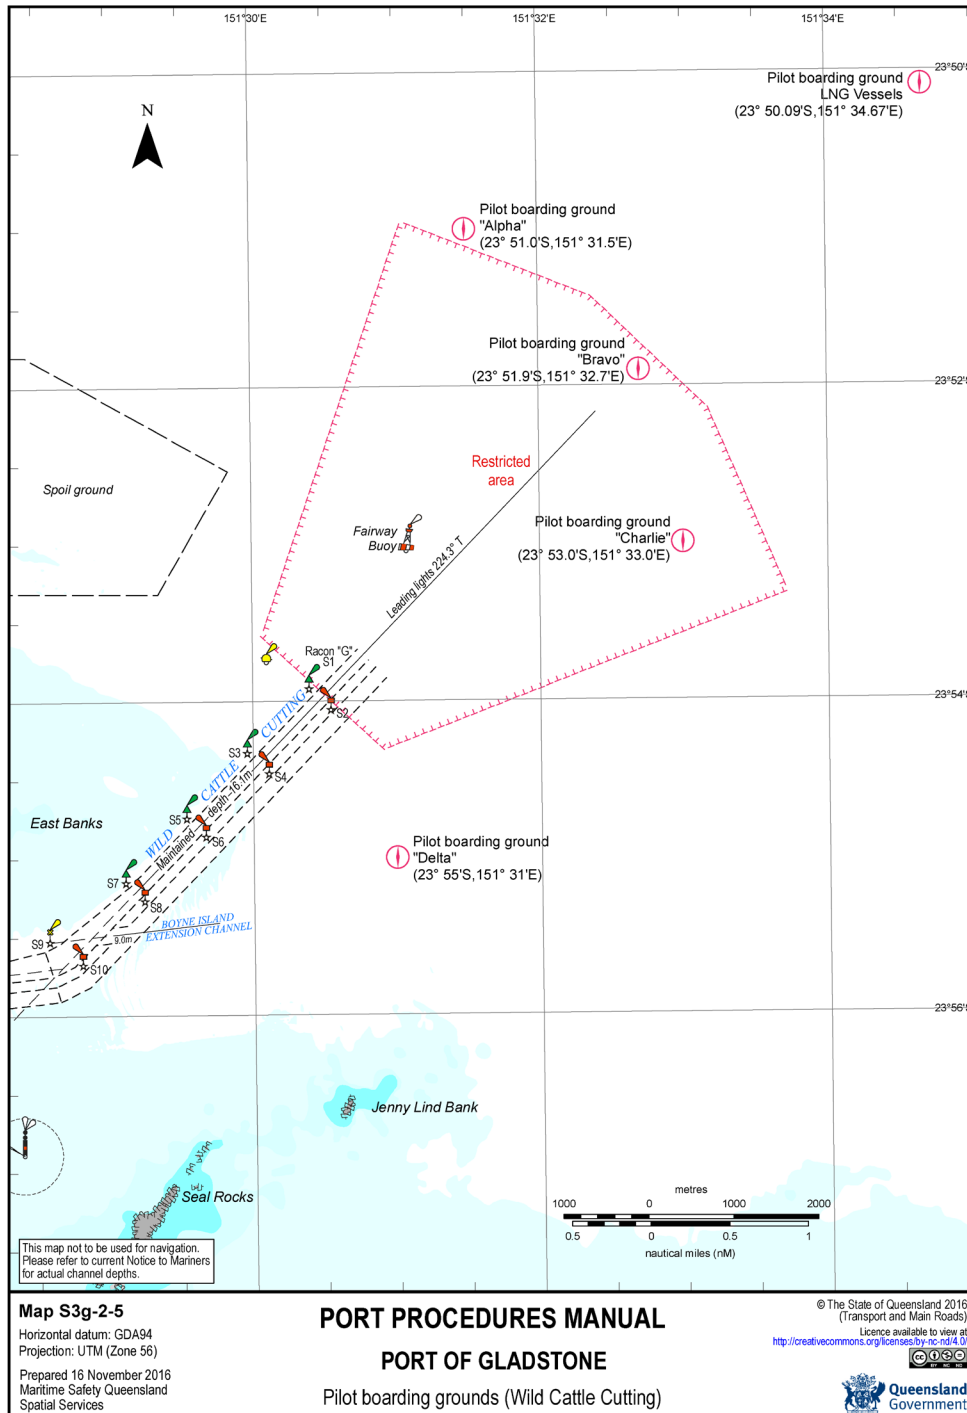 151°30'E
151°32'E
151°34'E
23°50'S
Pilot boarding ground
LNG Vessels
(23° 50.09'S,151° 34.67'E)
N
Pilot boarding ground
"Alpha"
(23° 51.0'S,151° 31.5'E)
Pilot boarding ground
"Bravo"
(23° 51.9'S,151° 32.7'E)
23°52'S
Restricted
area
Spoil ground
Fairway
Buoy
Pilot boarding ground
"Charlie"
(23° 53.0'S,151° 33.0'E)
Leading lights 224.3° T
Racon "G"
S1
S2
23°54'S
S3
S4
WILD CATTLE CUTTING
Maintained depth-16.1m
S5
S6
East Banks
Pilot boarding ground
"Delta"
(23° 55'S,151° 31'E)
S7
S8
BOYNE ISLAND
EXTENSION CHANNEL
9.0m
S9
S10
23°56'S
Jenny Lind Bank
Seal Rocks
metres
1000 0 1000 2000
0.5 0 0.5 1
nautical miles (nM)
This map not to be used for navigation.
Please refer to current Notice to Mariners
for actual channel depths.
Map S3g-2-5
Horizontal datum: GDA94
Projection: UTM (Zone 56)
Prepared 16 November 2016
Maritime Safety Queensland
Spatial Services
PORT PROCEDURES MANUAL
PORT OF GLADSTONE
Pilot boarding grounds (Wild Cattle Cutting)
© The State of Queensland 2016
(Transport and Main Roads)
Licence available to view at
http://creativecommons.org/licenses/by-nc-nd/4.0/
cc
BY NC ND
Queensland
Government